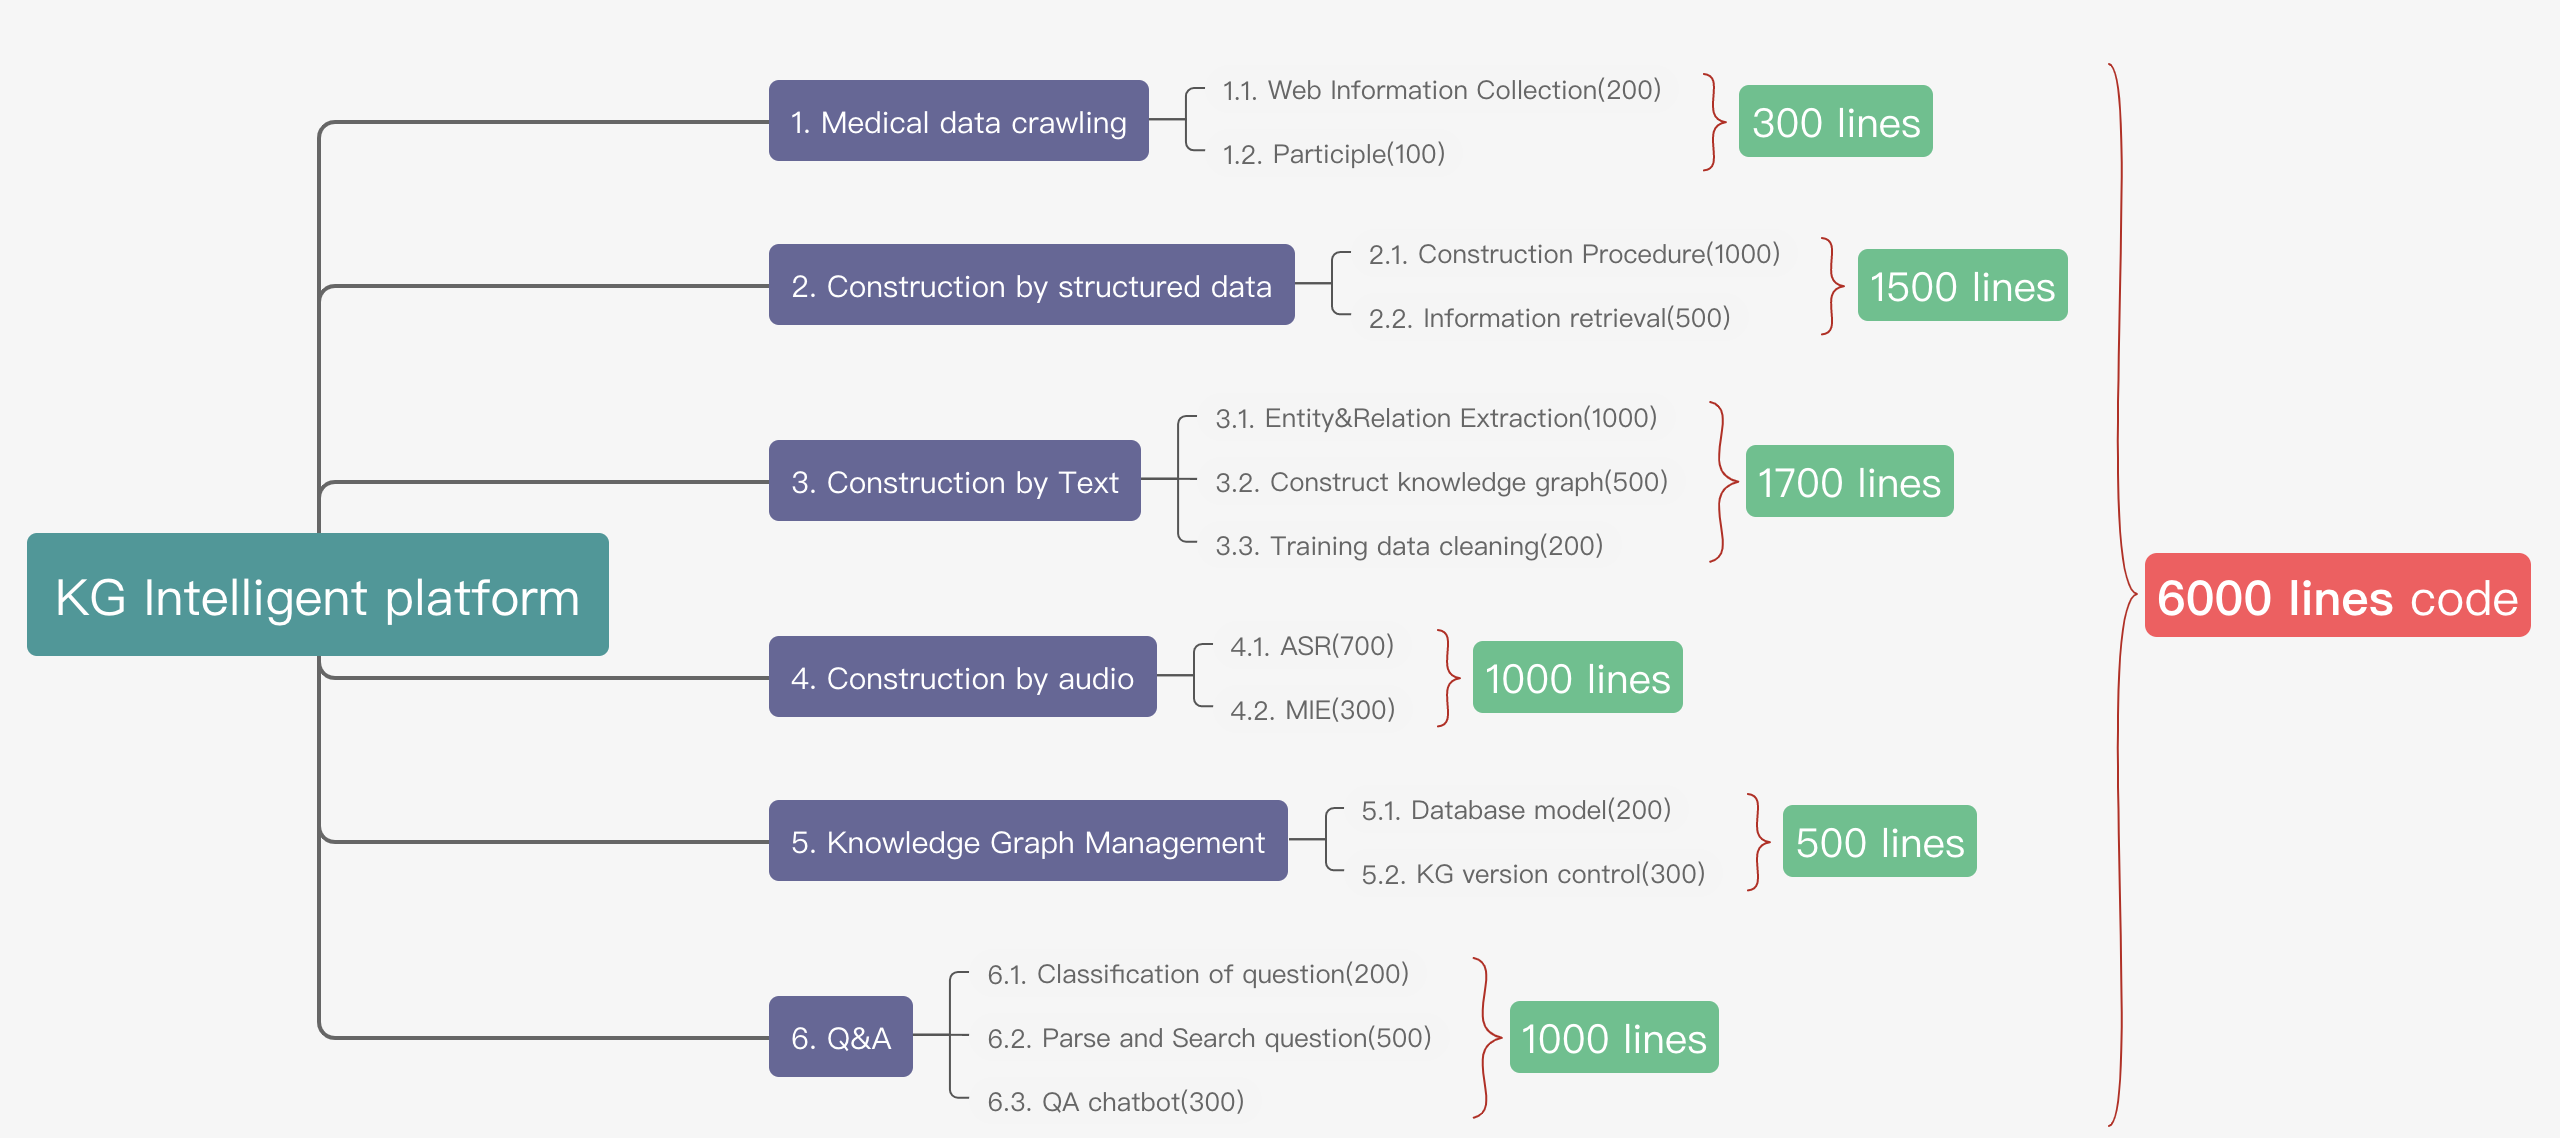 KG Intelligent platform
1. Medical data crawling
1.1. Web Information Collection(200)
1.2. Participle(100)
300 lines
2. Construction by structured data
2.1. Construction Procedure(1000)
2.2. Information retrieval(500)
1500 lines
3. Construction by Text
3.1. Entity&Relation Extraction(1000)
3.2. Construct knowledge graph(500)
3.3. Training data cleaning(200)
1700 lines
4. Construction by audio
4.1. ASR(700)
4.2. MIE(300)
1000 lines
5. Knowledge Graph Management
5.1. Database model(200)
5.2. KG version control(300)
500 lines
6. Q&A
6.1. Classification of question(200)
6.2. Parse and Search question(500)
6.3. QA chatbot(300)
1000 lines
6000 lines code